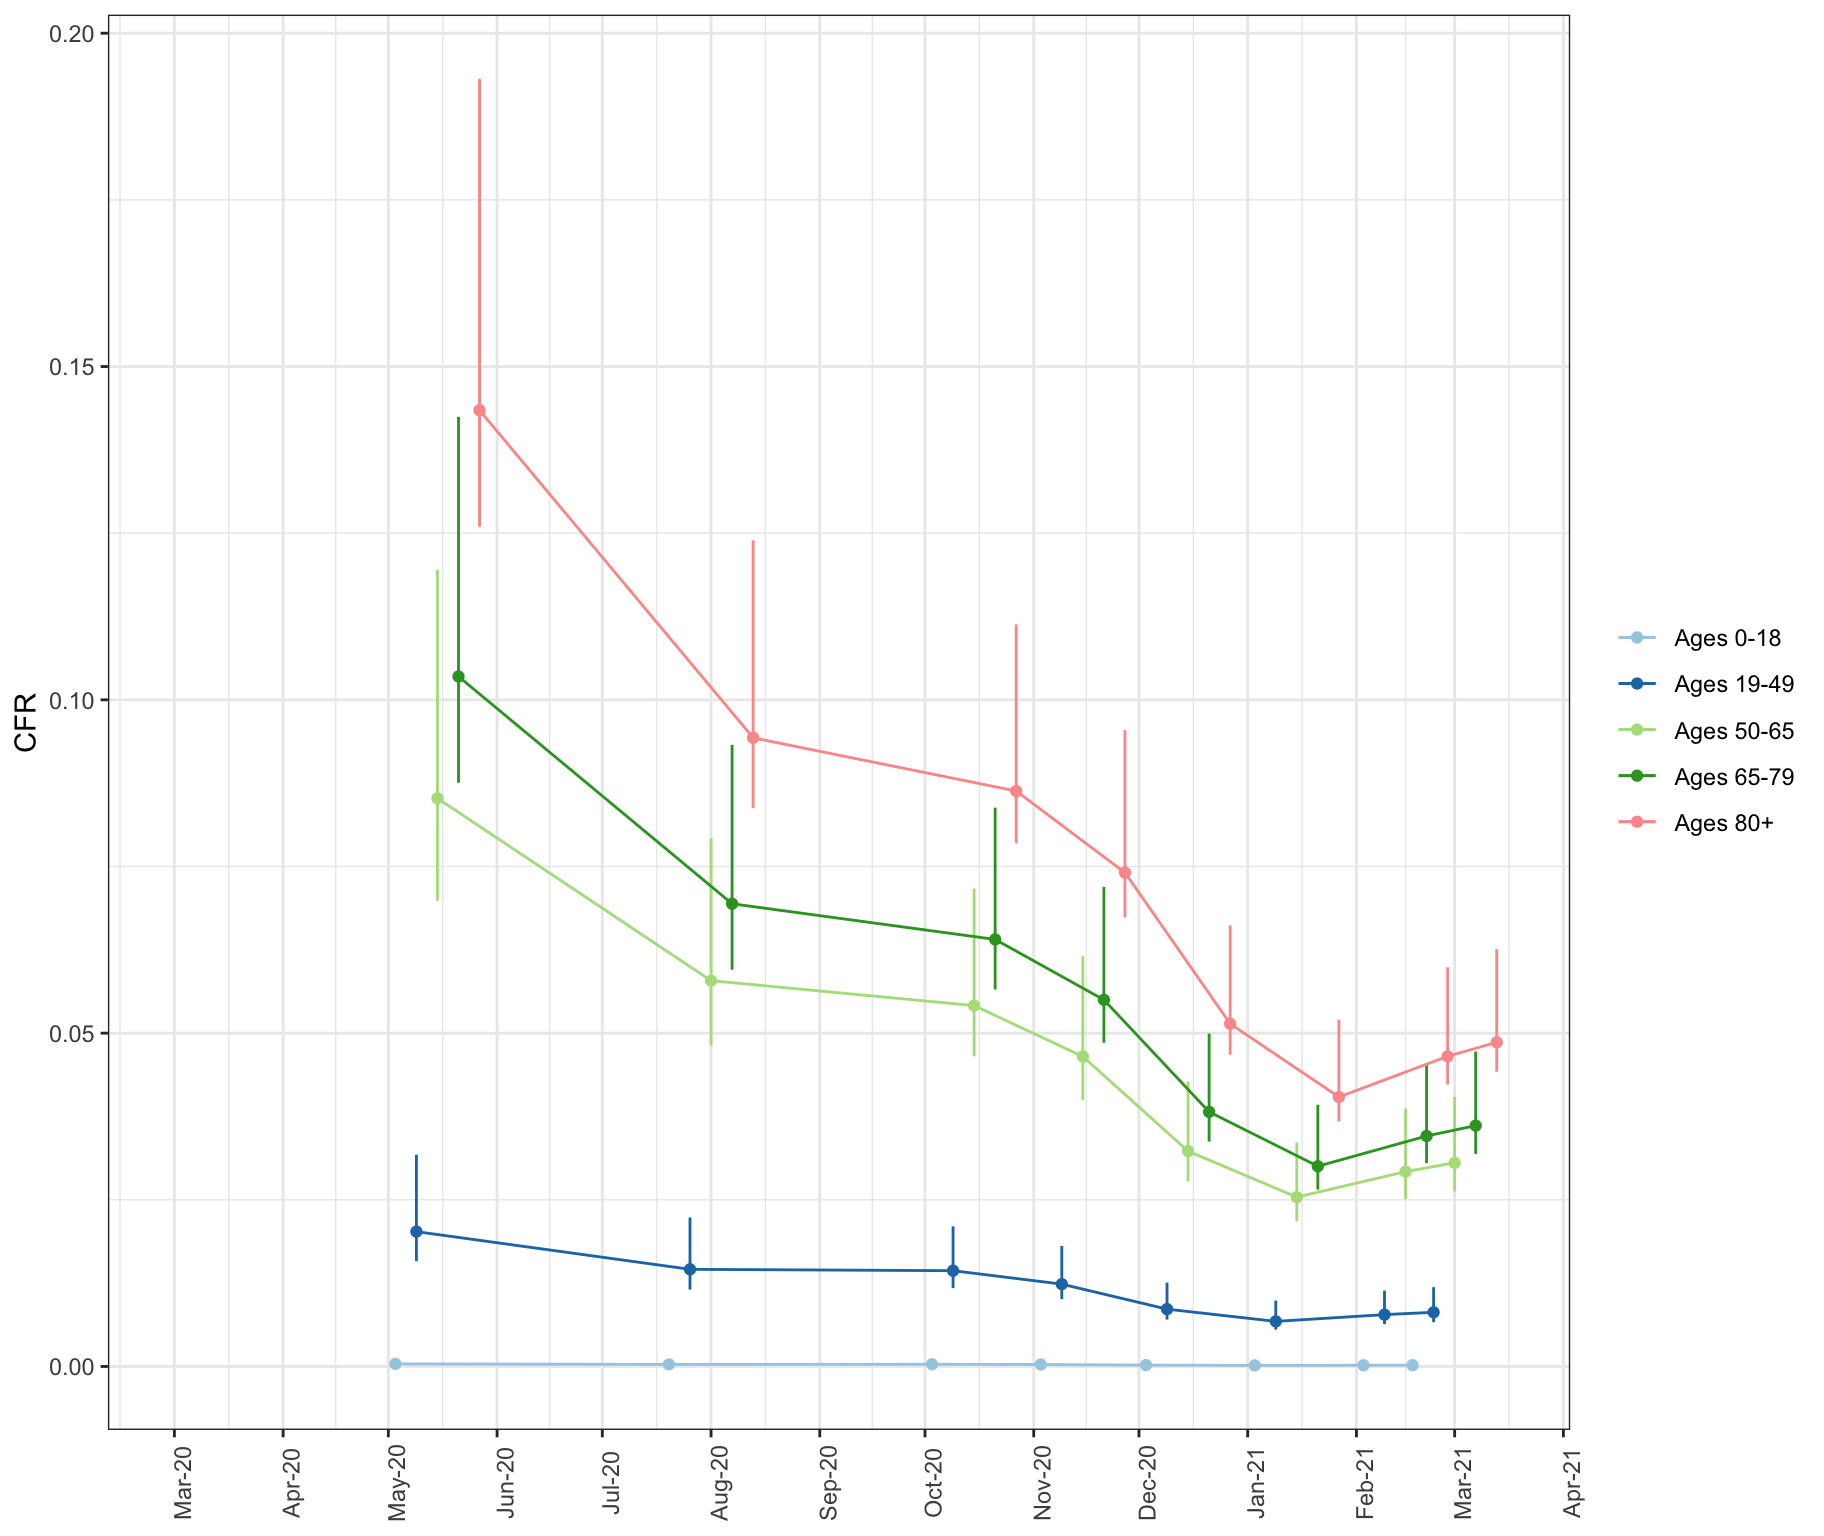 0.20
0.15
0.10
0.05
0.00
CFR
Mar-20
Apr-20
May-20
Jun-20
Jul-20
Aug-20
Sep-20
Oct-20
Nov-20
Dec-20
Jan-21
Feb-21
Mar-21
Apr-21
Ages 0-18
Ages 19-49
Ages 50-65
Ages 65-79
Ages 80+